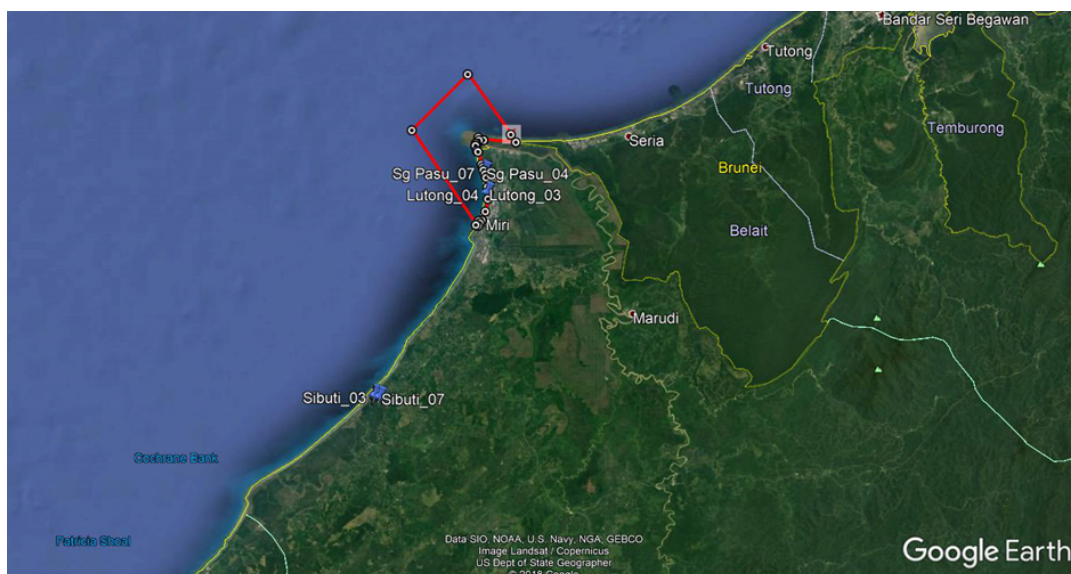 Bandar Seri Begawan
Tutong
Tutong
Temburong
Seria
Brunei
Sg Pasu_07 Sg Pasu_04
Lutong_04 Lutong_03
Miri
Belait
Marudi
Sibuti_03 Sibuti_07
Cochrane Bank
Patricia Shoal
Data SIO, NOAA, U.S. Navy, NGA, GEBCO
Image Landsat / Copernicus
US Dept of State Geographer
© 2018 Google
Google Earth